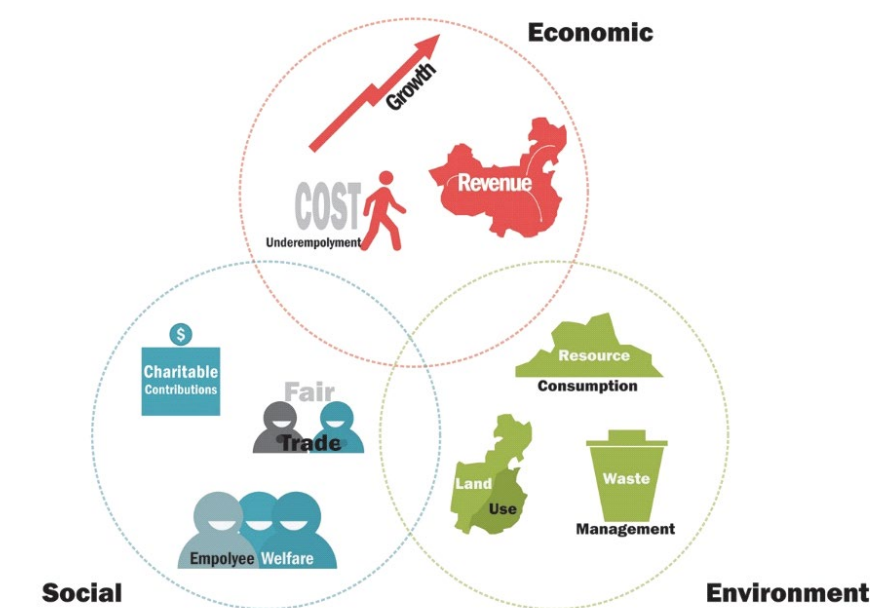 Economic
Growth
COST
Underempolyment
Revenue
$
Charitable
Contributions
Fair
Trade
Empolyee Welfare
Social
Resource
Consumption
Land
Use
Waste
Management
Environment